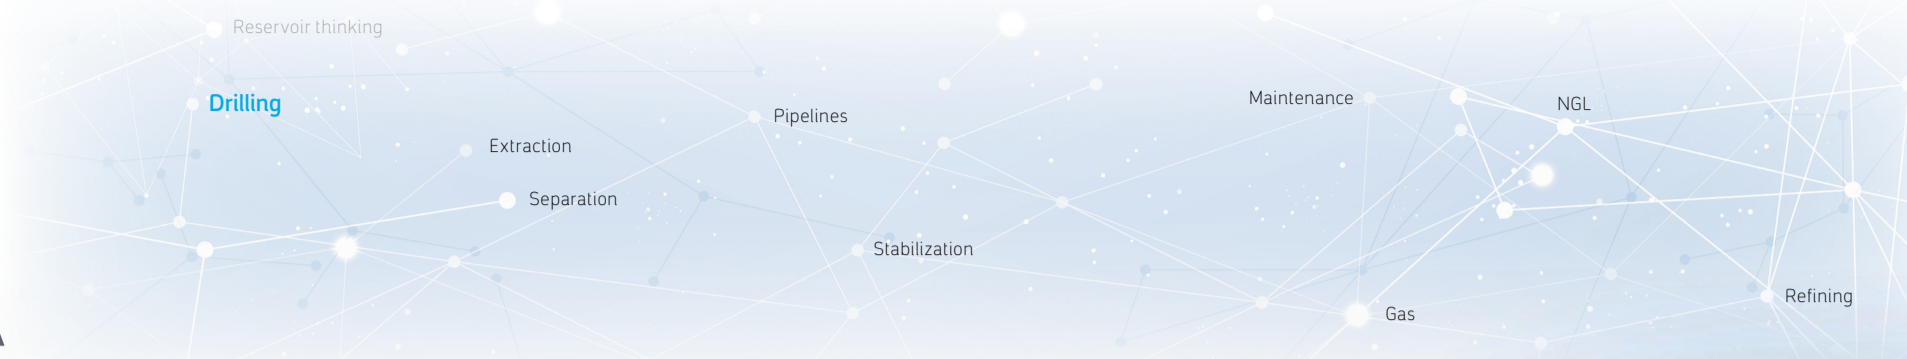 Reservoir thinking
Drilling
Extraction
Separation
Pipelines
Stabilization
Maintenance
NGL
Gas
Refining